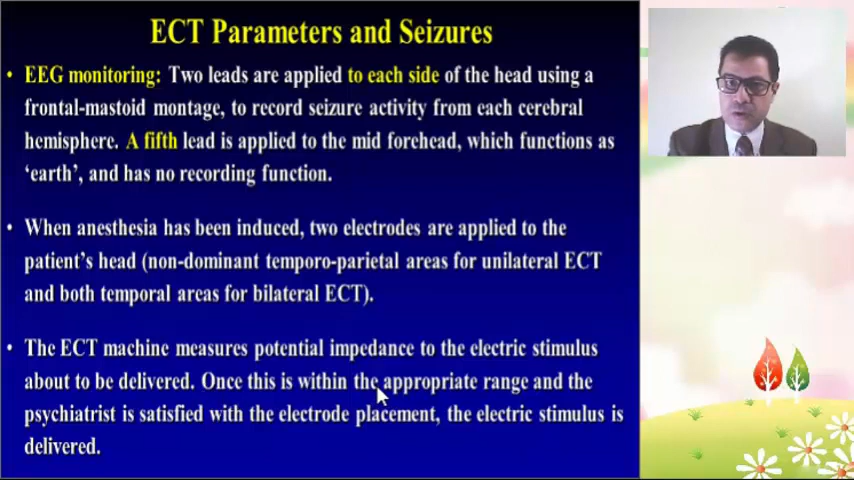 ECT Parameters and Seizures
• EEG monitoring: Two leads are applied to each side of the head using a
frontal-mastoid montage, to record seizure activity from each cerebral
hemisphere. A fifth lead is applied to the mid forehead, which functions as
‘earth’, and has no recording function.
• When anesthesia has been induced, two electrodes are applied to the
patient’s head (non-dominant temporo-parietal areas for unilateral ECT
and both temporal areas for bilateral ECT).
• The ECT machine measures potential impedance to the electric stimulus
about to be delivered. Once this is within the appropriate range and the
psychiatrist is satisfied with the electrode placement, the electric stimulus is
delivered.